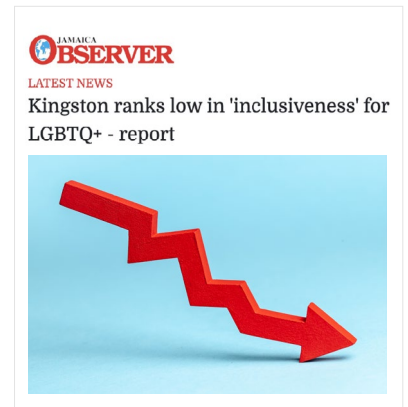 JAMAICA
OBSERVER
LATEST NEWS
Kingston ranks low in 'inclusiveness' for
LGBTQ+ - report